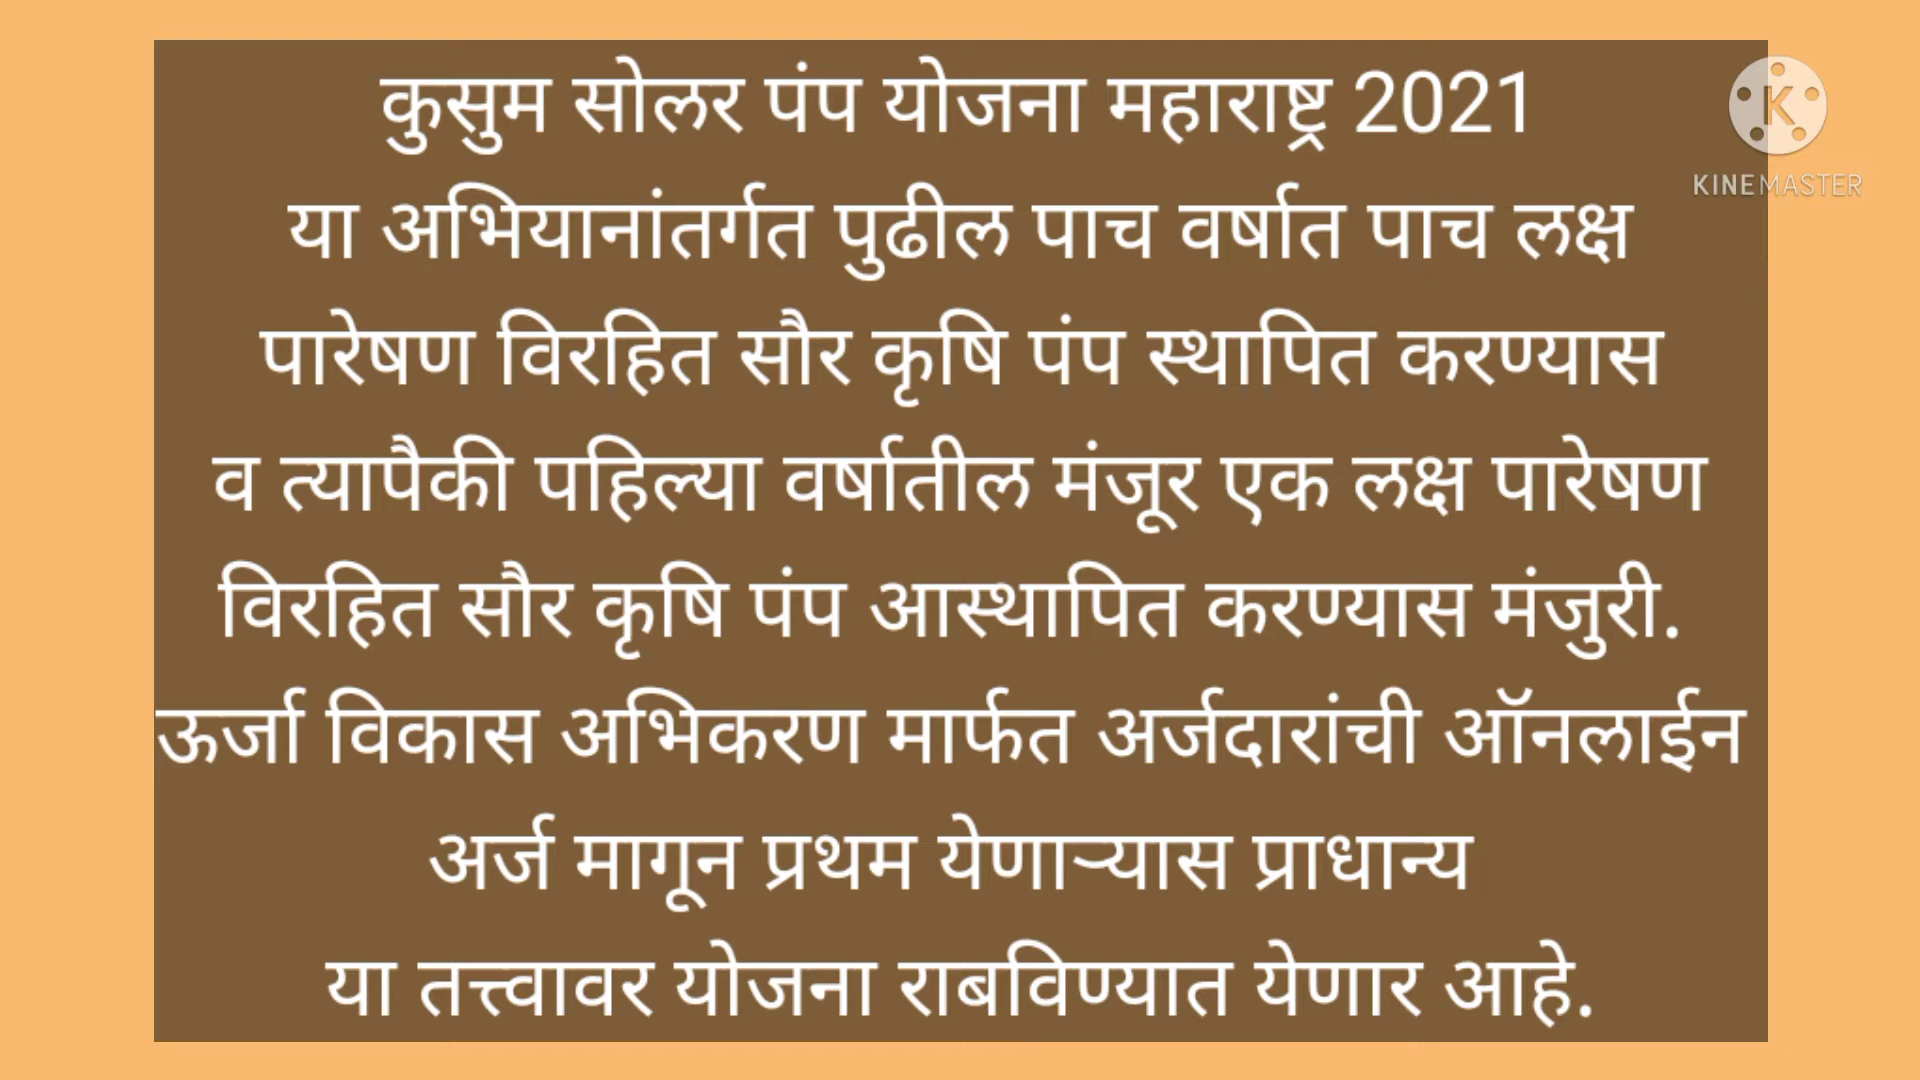 कुसुम सोलर पंप योजना महाराष्ट्र 2021
या अभियानांतर्गत पुढील पाच वर्षात पाच लक्ष
पारेषण विरहित सौर कृषि पंप स्थापित करण्यास
व त्यापैकी पहिल्या वर्षातील मंजूर एक लक्ष पारेषण
विरहित सौर कृषि पंप आस्थापित करण्यास मंजुरी.
ऊर्जा विकास अभिकरण मार्फत अर्जदारांची ऑनलाईन
अर्ज मागून प्रथम येणाऱ्यास प्राधान्य
या तत्त्वावर योजना राबविण्यात येणार आहे.
K
KINEMASTER